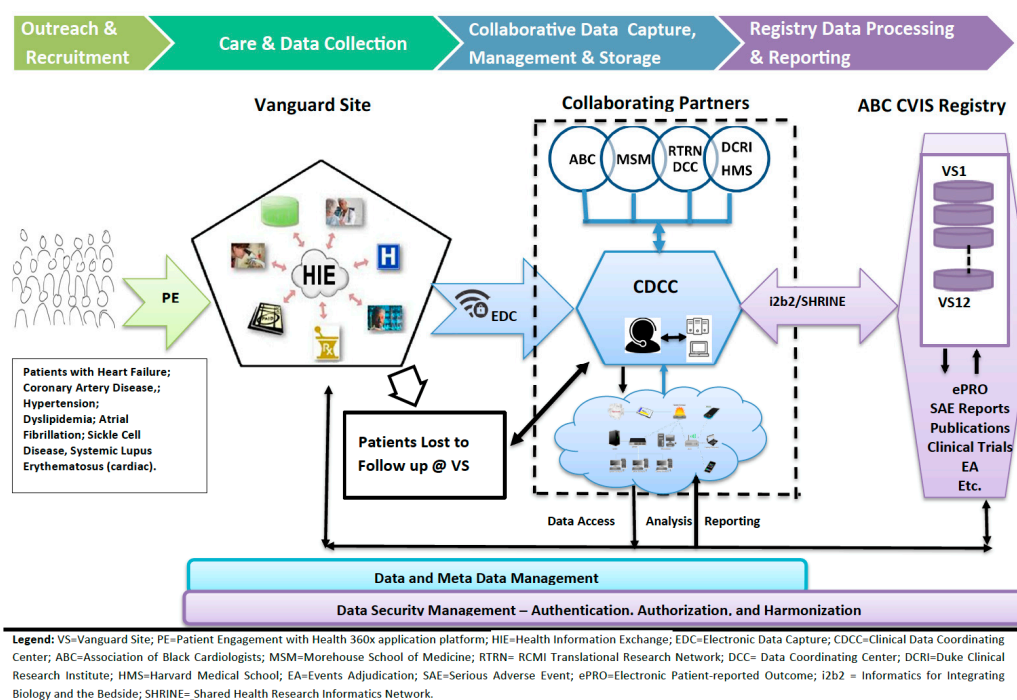 Outreach &
Recruitment
Care & Data Collection
Collaborative Data Capture,
Management & Storage
Registry Data Processing
& Reporting
Vanguard Site
Collaborating Partners
ABC CVIS Registry
ABC
MSM
RTRN
DCC
DCRI
HMS
VS1
VS12
HIE
H
Rx
PE
EDC
CDCC
i2b2/SHRINE
Patients with Heart Failure;
Coronary Artery Disease,;
Hypertension;
Dyslipidemia; Atrial
Fibrillation; Sickle Cell
Disease, Systemic Lupus
Erythematosus (cardiac).
Patients Lost to
Follow up @ VS
ePRO
SAE Reports
Publications
Clinical Trials
EA
Etc.
Data Access
Analysis
Reporting
Data and Meta Data Management
Data Security Management – Authentication, Authorization, and Harmonization
Legend: VS=Vanguard Site; PE=Patient Engagement with Health 360x application platform; HIE=Health Information Exchange; EDC=Electronic Data Capture; CDCC=Clinical Data Coordinating
Center; ABC=Association of Black Cardiologists; MSM=Morehouse School of Medicine; RTRN= RCMI Translational Research Network; DCC= Data Coordinating Center; DCRI=Duke Clinical
Research Institute; HMS=Harvard Medical School; EA=Events Adjudication; SAE=Serious Adverse Event; ePRO=Electronic Patient-reported Outcome; i2b2 = Informatics for Integrating
Biology and the Bedside; SHRINE= Shared Health Research Informatics Network.